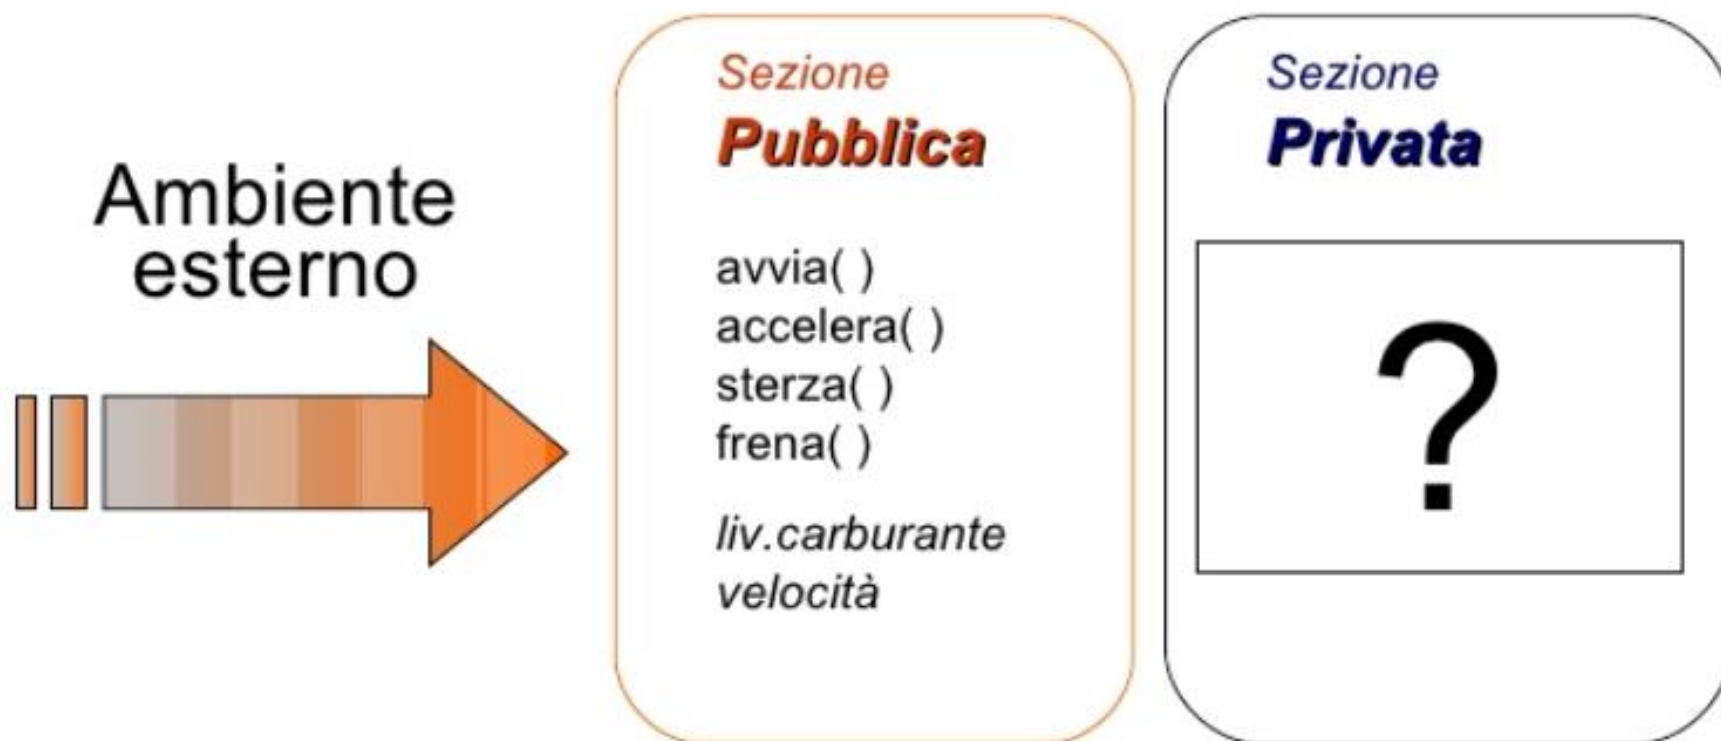 Ambiente
esterno
Sezione
Pubblica
avvia( )
accelera( )
sterza( )
frena( )
liv.carburante
velocità
Sezione
Privata
?